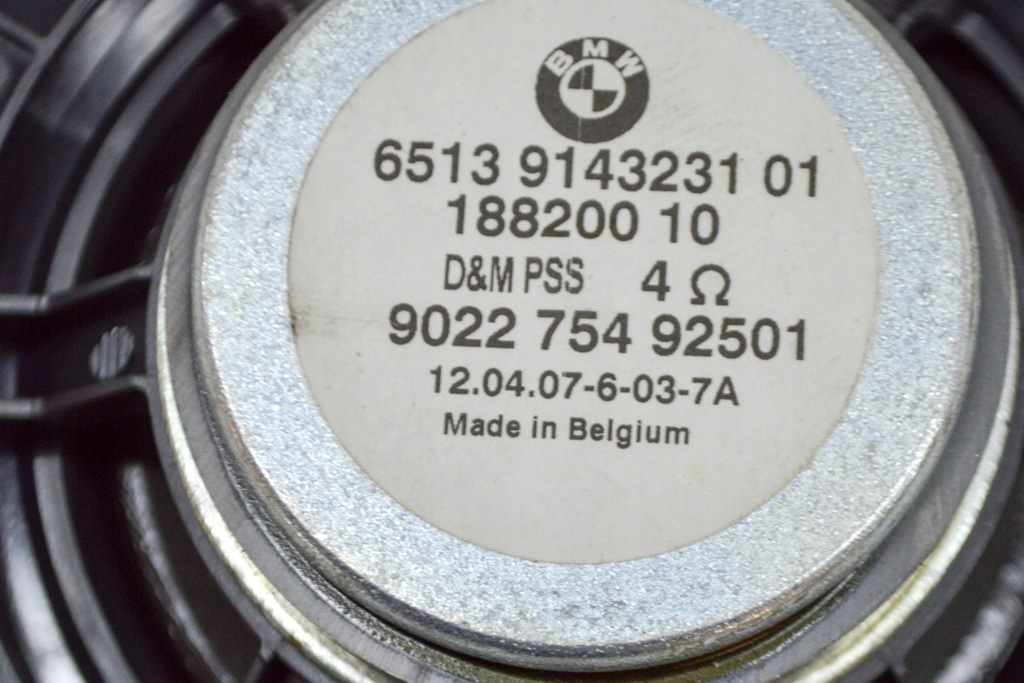 BMW
6513 9143231 01
188200 10
D&M PSS 4 Ω
9022 754 92501
12.04.07-6-03-7A
Made in Belgium